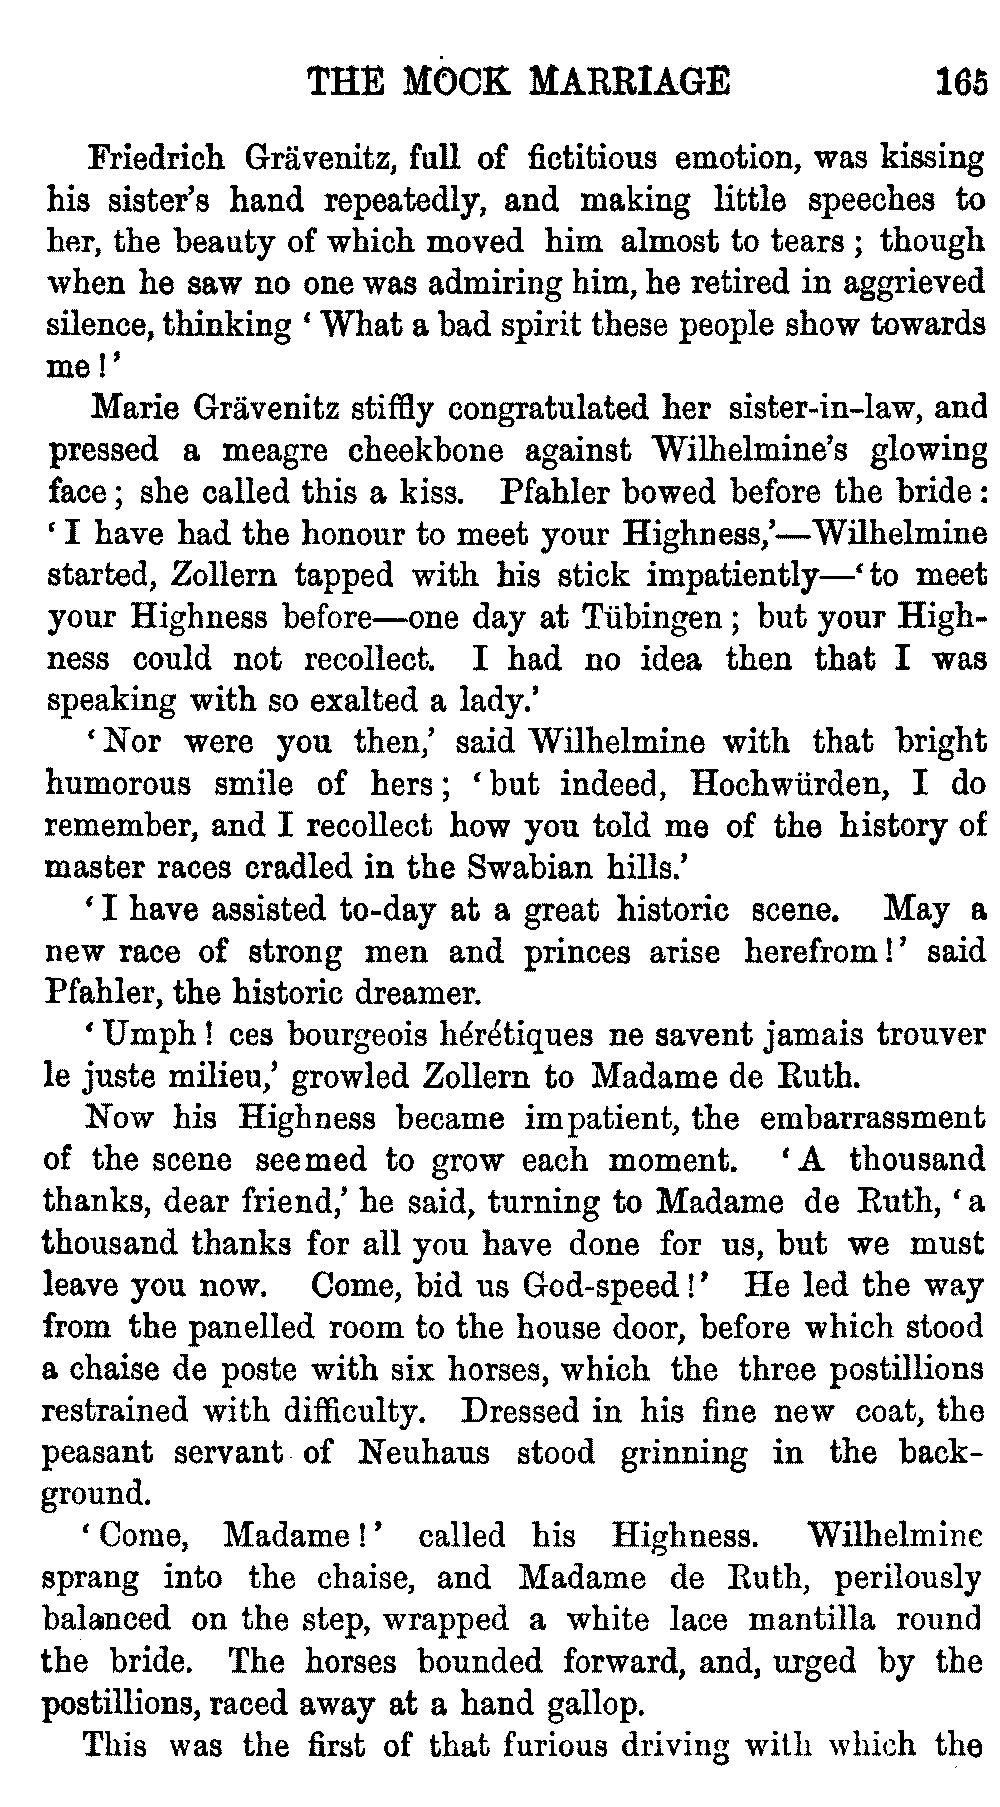 THE MOCK MARRIAGE 165
Friedrich Grävenitz, full of fictitious emotion, was kissing
his sister's hand repeatedly, and making little speeches to
her, the beauty of which moved him almost to tears ; though
when he saw no one was admiring him, he retired in aggrieved
silence, thinking ‘ What a bad spirit these people show towards
me ! ’
Marie Grävenitz stiffly congratulated her sister-in-law, and
pressed a meagre cheekbone against Wilhelmine's glowing
face ; she called this a kiss. Pfahler bowed before the bride :
‘ I have had the honour to meet your Highness,’—Wilhelmine
started, Zollern tapped with his stick impatiently—‘ to meet
your Highness before—one day at Tübingen ; but your High-
ness could not recollect. I had no idea then that I was
speaking with so exalted a lady.’
‘ Nor were you then,’ said Wilhelmine with that bright
humorous smile of hers ; ‘ but indeed, Hochwürden, I do
remember, and I recollect how you told me of the history of
master races cradled in the Swabian hills.’
‘ I have assisted to-day at a great historic scene. May a
new race of strong men and princes arise herefrom ! ’ said
Pfahler, the historic dreamer.
‘ Umph ! ces bourgeois hérétiques ne savent jamais trouver
le juste milieu,’ growled Zollern to Madame de Ruth.
Now his Highness became impatient, the embarrassment
of the scene seemed to grow each moment. ‘ A thousand
thanks, dear friend,’ he said, turning to Madame de Ruth, ‘ a
thousand thanks for all you have done for us, but we must
leave you now. Come, bid us God-speed ! ’ He led the way
from the panelled room to the house door, before which stood
a chaise de poste with six horses, which the three postillions
restrained with difficulty. Dressed in his fine new coat, the
peasant servant of Neuhaus stood grinning in the back-
ground.
‘ Come, Madame ! ’ called his Highness. Wilhelmine
sprang into the chaise, and Madame de Ruth, perilously
balanced on the step, wrapped a white lace mantilla round
the bride. The horses bounded forward, and, urged by the
postillions, raced away at a hand gallop.
This was the first of that furious driving with which the